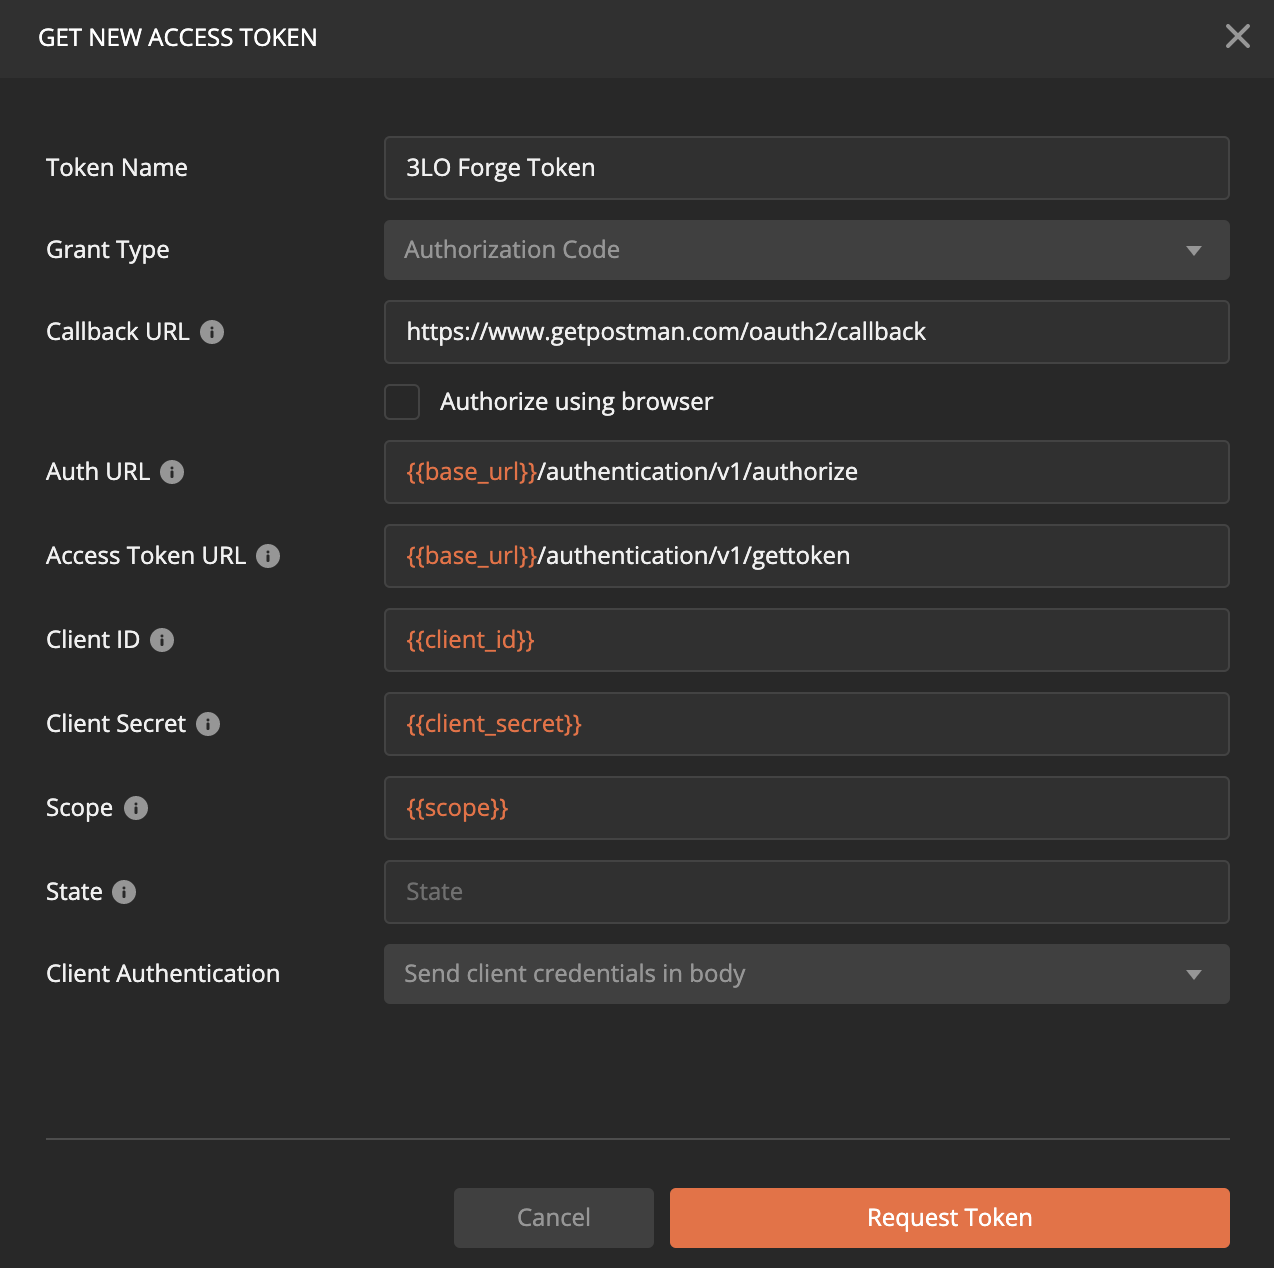 GET NEW ACCESS TOKEN
Token Name
3LO Forge Token
Grant Type
Authorization Code
Callback URL
https://www.getpostman.com/oauth2/callback
Authorize using browser
Auth URL
{{base_url}}/authentication/v1/authorize
Access Token URL
{{base_url}}/authentication/v1/gettoken
Client ID
{{client_id}}
Client Secret
{{client_secret}}
Scope
{{scope}}
State
State
Client Authentication
Send client credentials in body
Cancel
Request Token